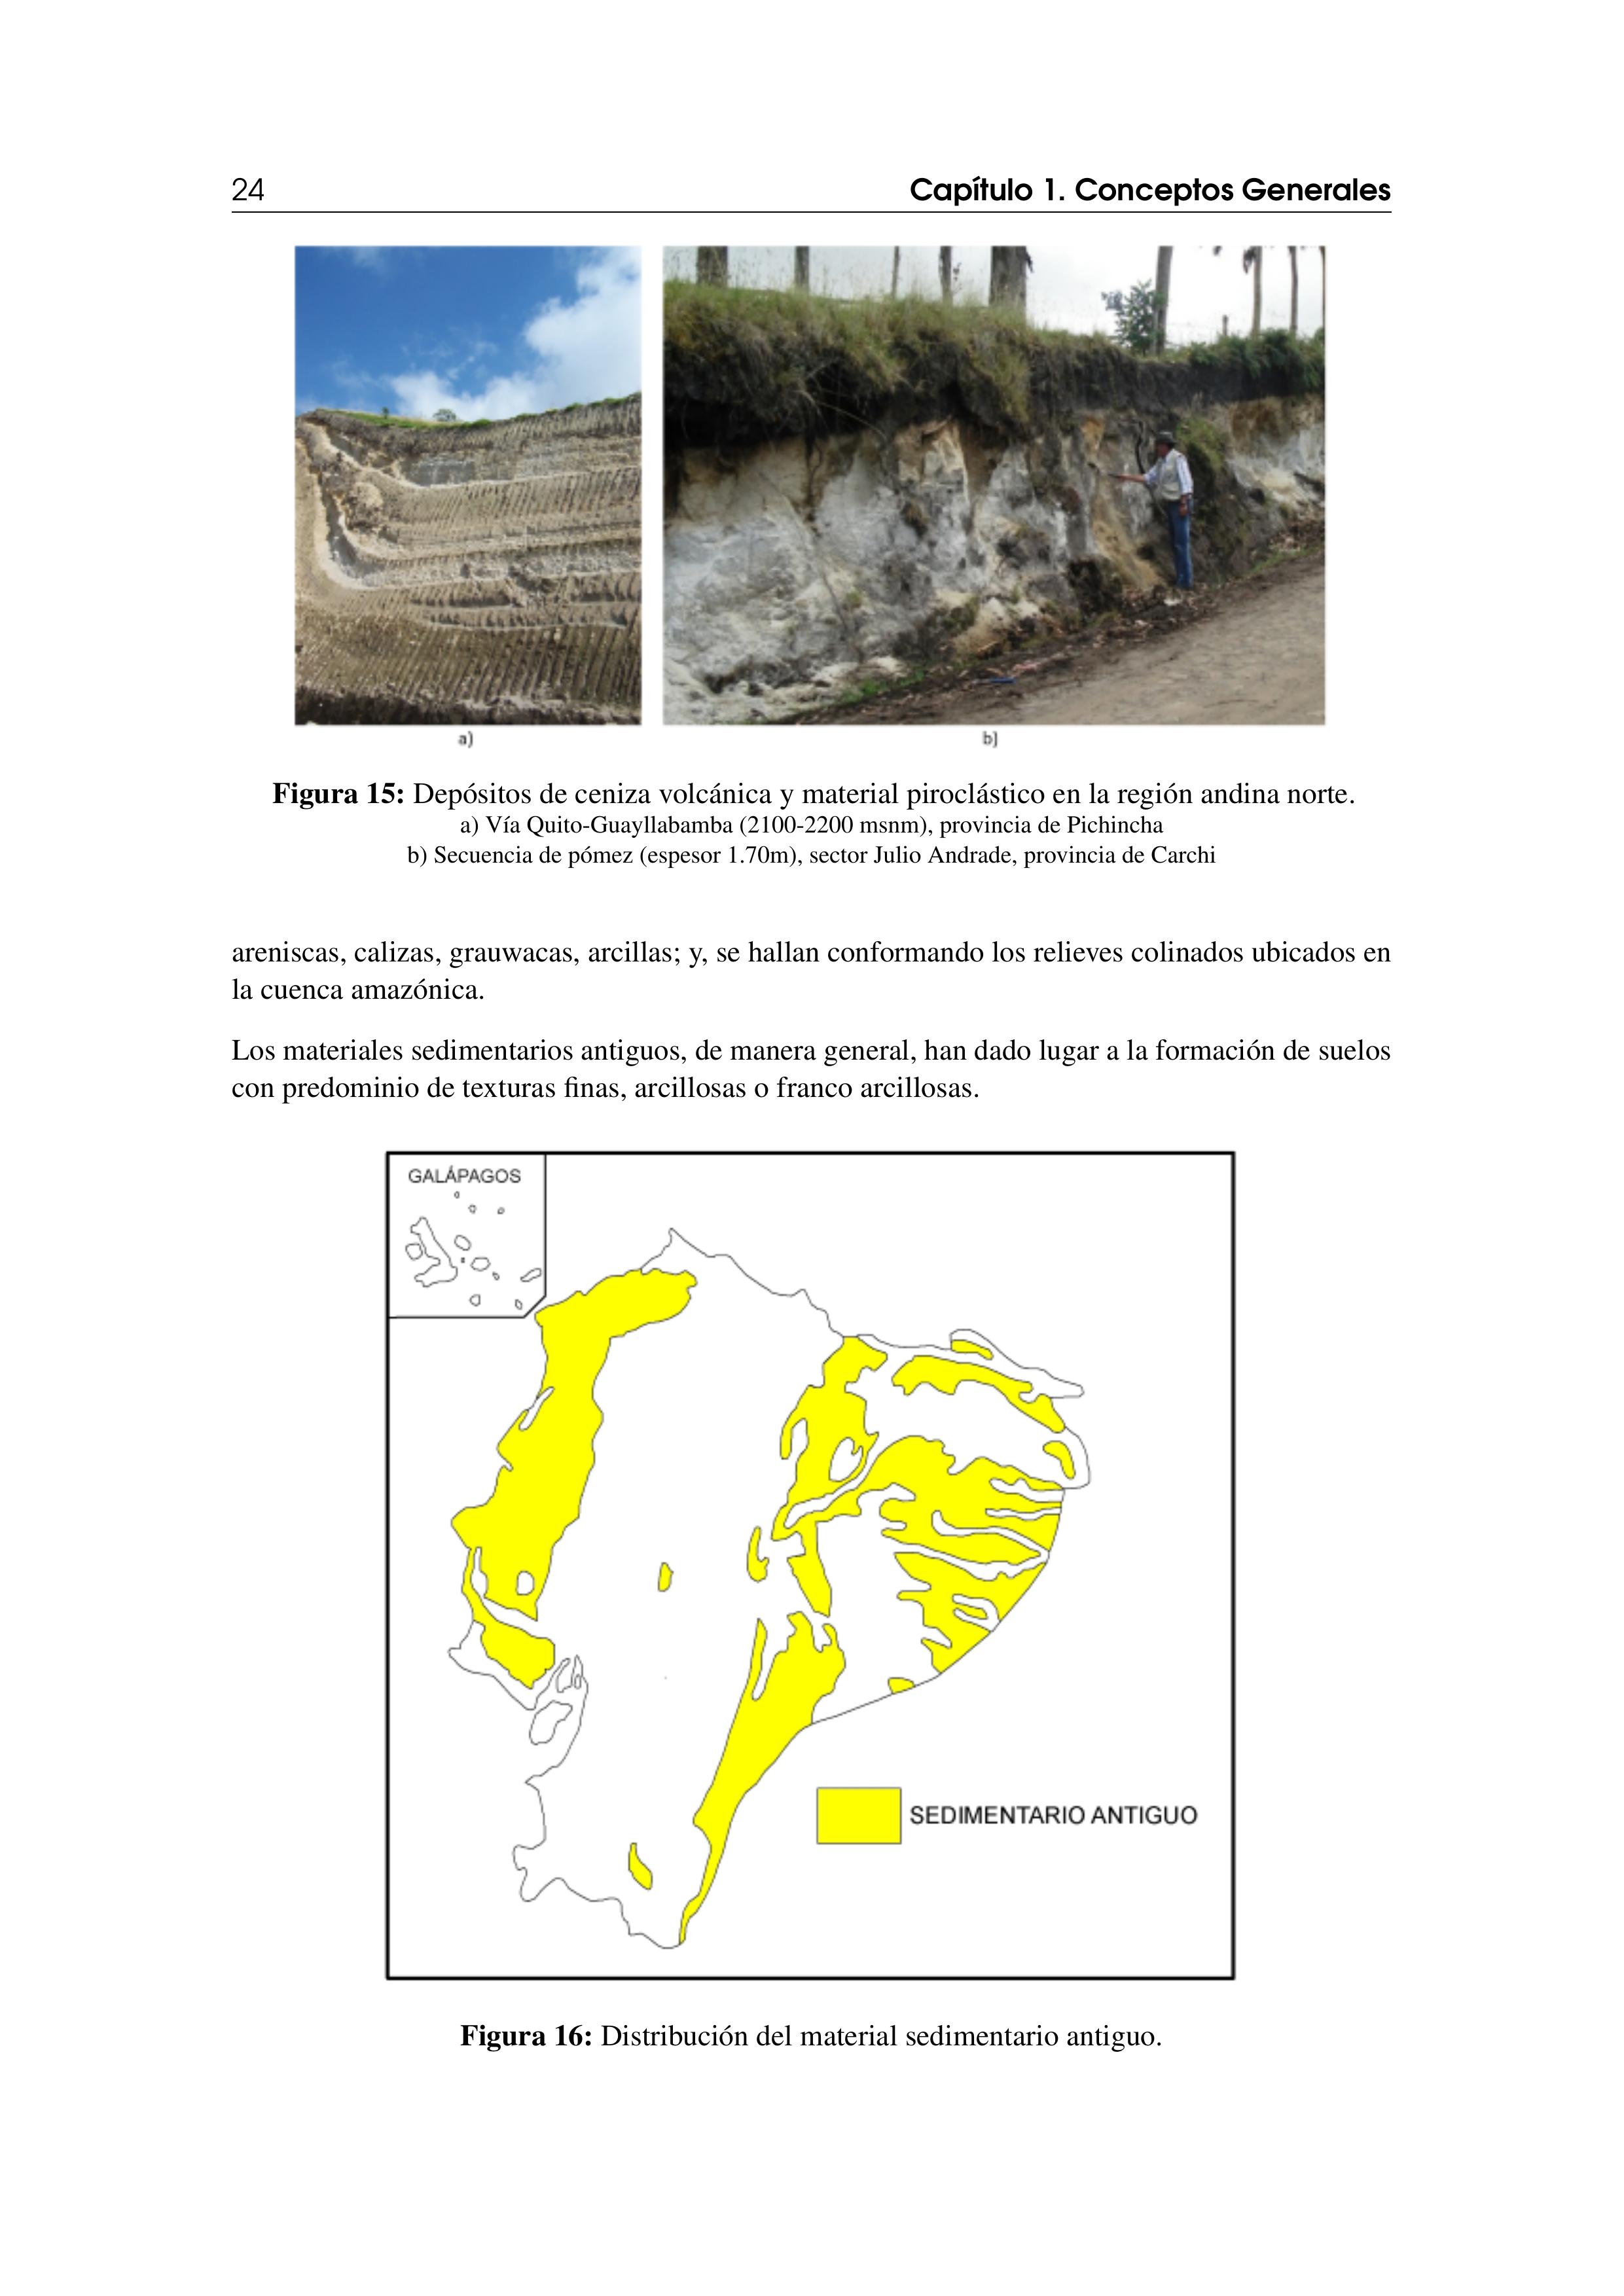 24
Capítulo 1. Conceptos Generales
a)
b)
Figura 15: Depósitos de ceniza volcánica y material piroclástico en la región andina norte.
a) Vía Quito-Guayllabamba (2100-2200 msnm), provincia de Pichincha
b) Secuencia de pómez (espesor 1.70m), sector Julio Andrade, provincia de Carchi
areniscas, calizas, grauwacas, arcillas; y, se hallan conformando los relieves colinados ubicados en
la cuenca amazónica.
Los materiales sedimentarios antiguos, de manera general, han dado lugar a la formación de suelos
con predominio de texturas finas, arcillosas o franco arcillosas.
GALÁPAGOS
SEDIMENTARIO ANTIGUO
Figura 16: Distribución del material sedimentario antiguo.